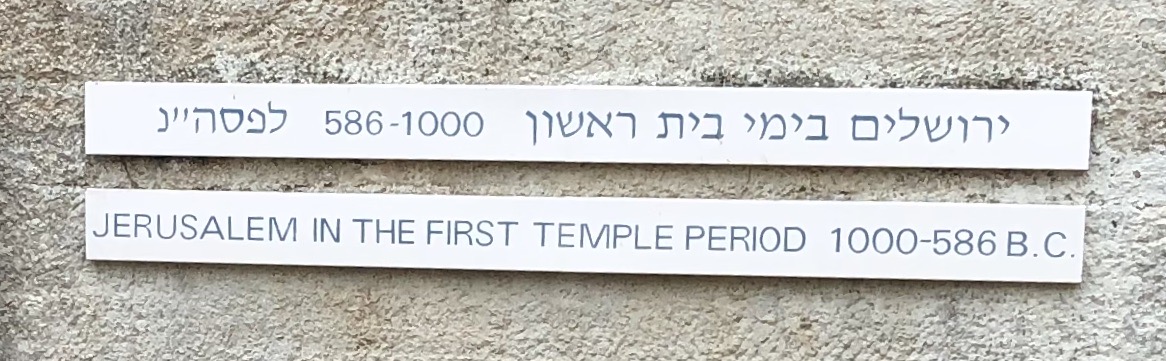 ירושלים בימי בית ראשון 586-1000 לפסה״נ
JERUSALEM IN THE FIRST TEMPLE PERIOD 1000-586 B.C.